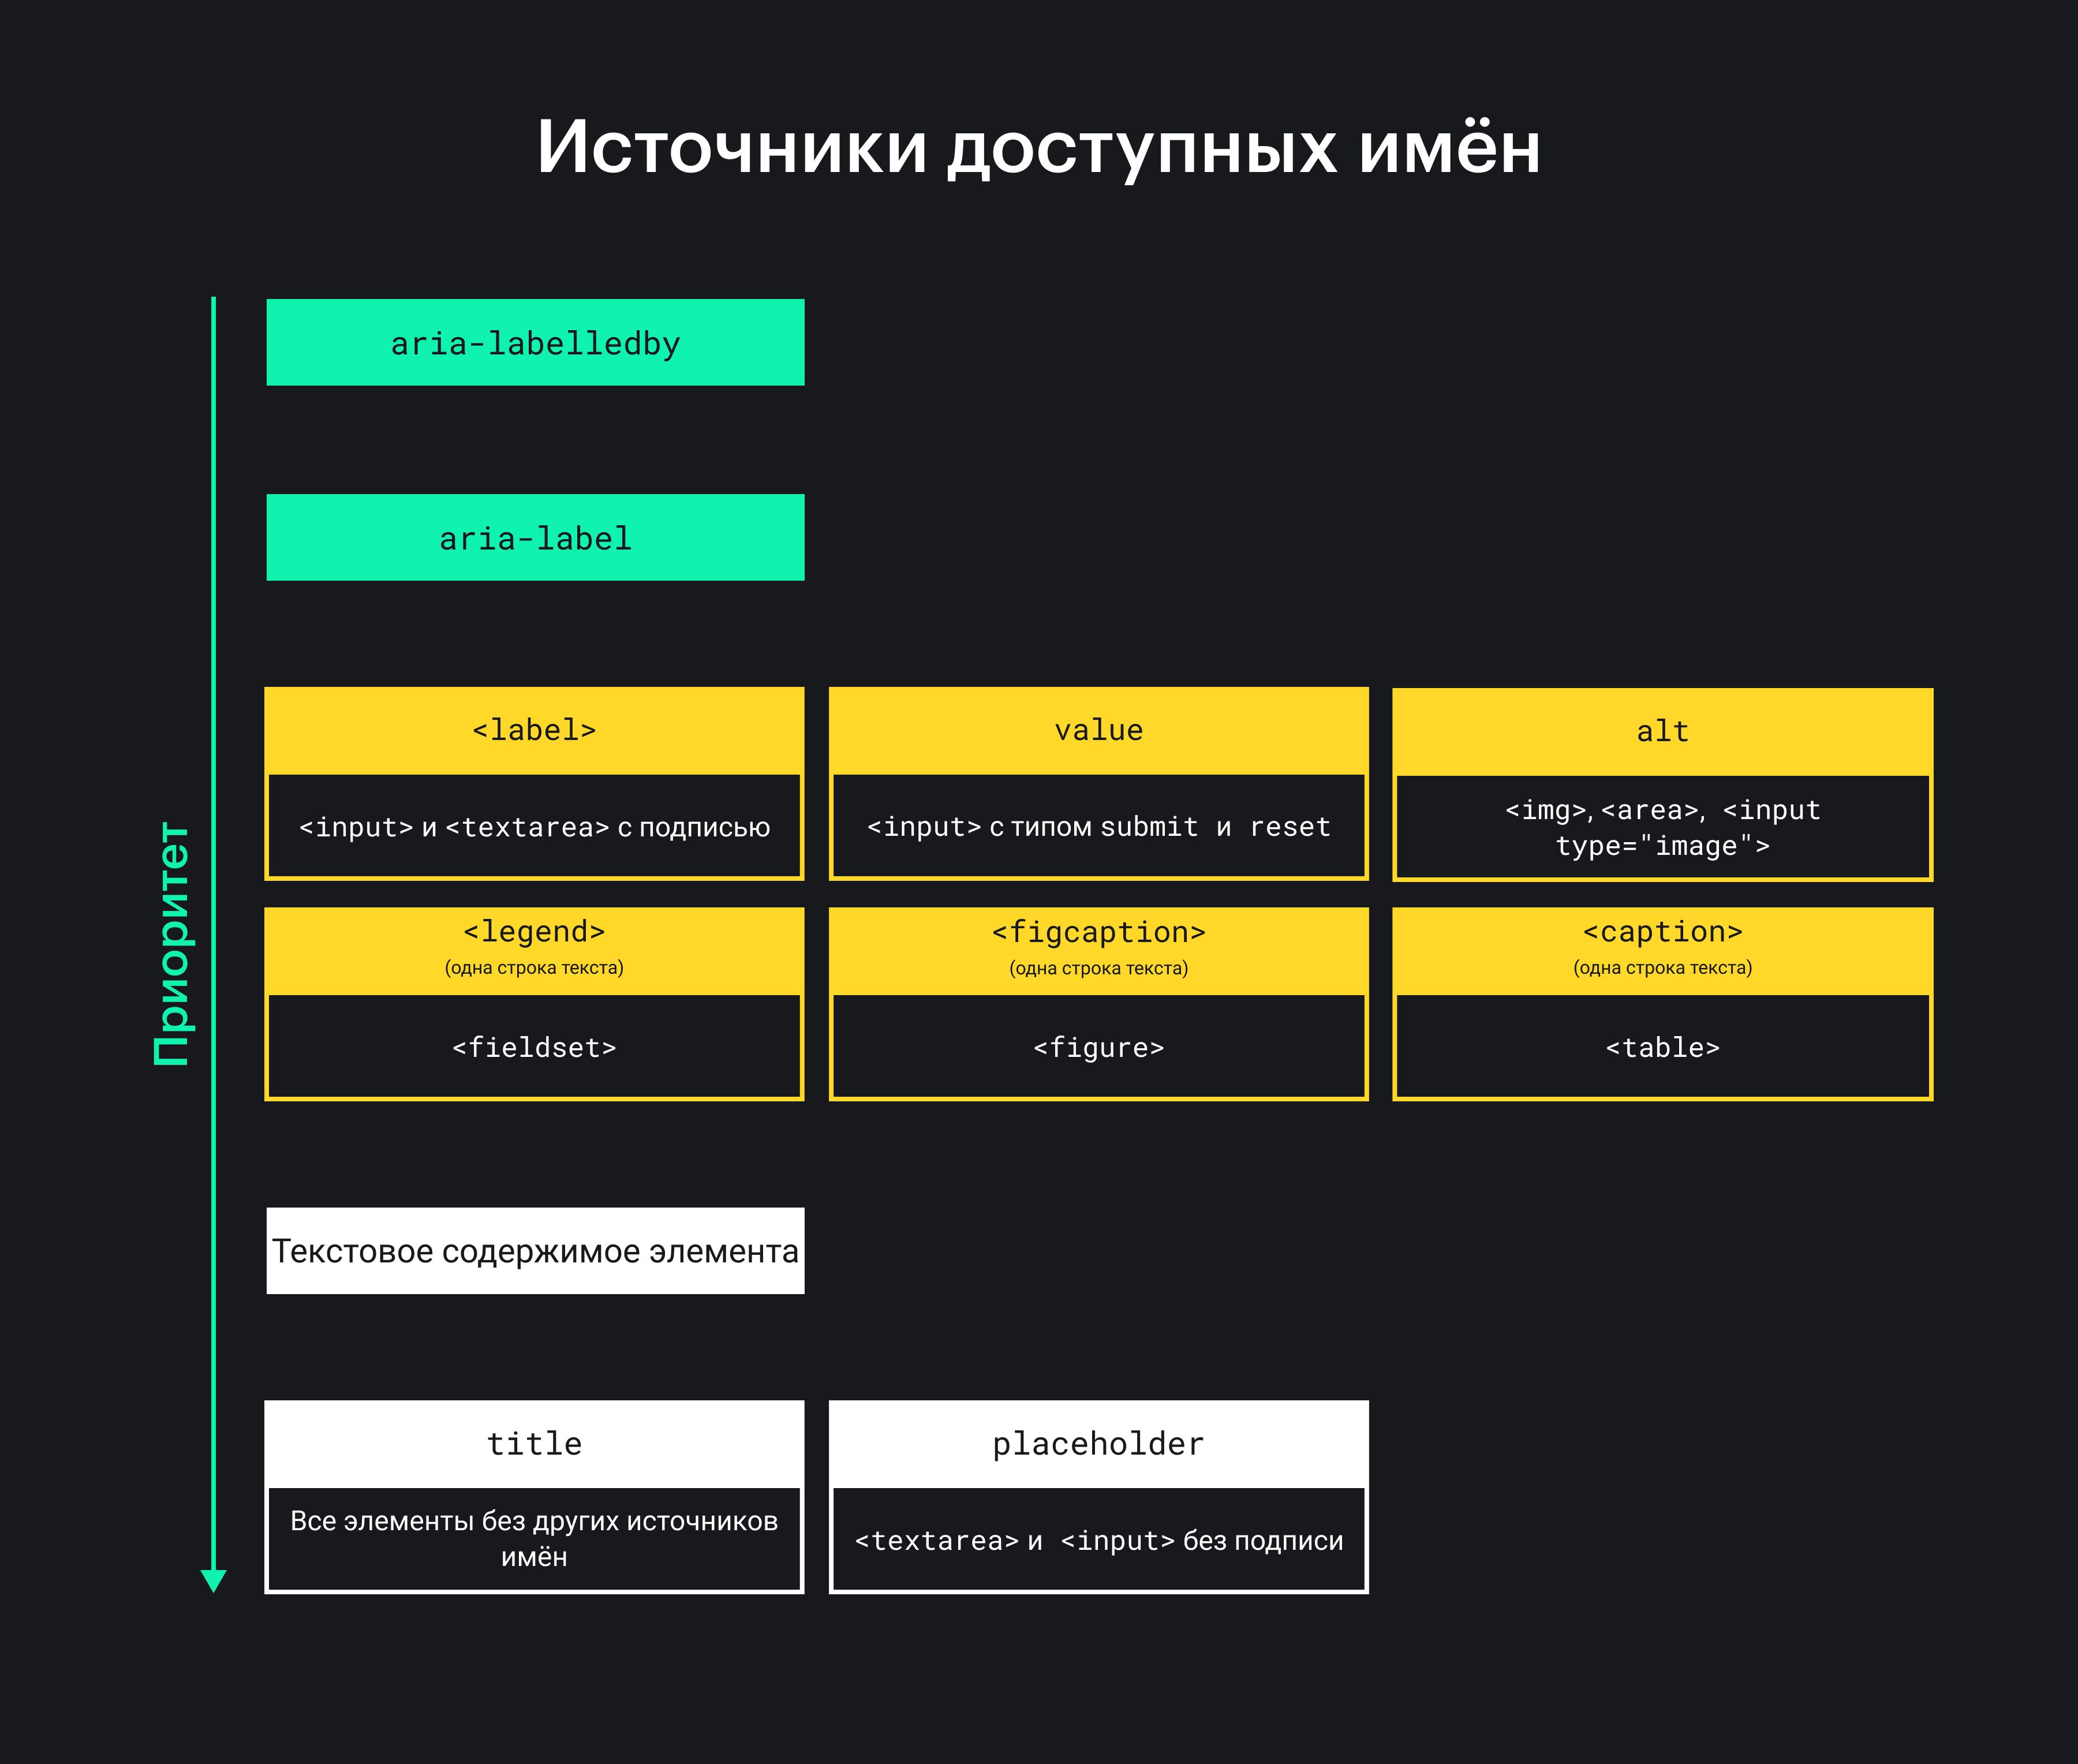 Источники доступных имён
Приоритет
aria-labelledby
aria-label
<label>
<input> и <textarea> с подписью
value
<input> с типом submit и reset
alt
<img>, <area>, <input
type="image">
<legend>
(одна строка текста)
<fieldset>
<figcaption>
(одна строка текста)
<figure>
<caption>
(одна строка текста)
<table>
Текстовое содержимое элемента
title
Все элементы без других источников
имён
placeholder
<textarea> и <input> без подписи